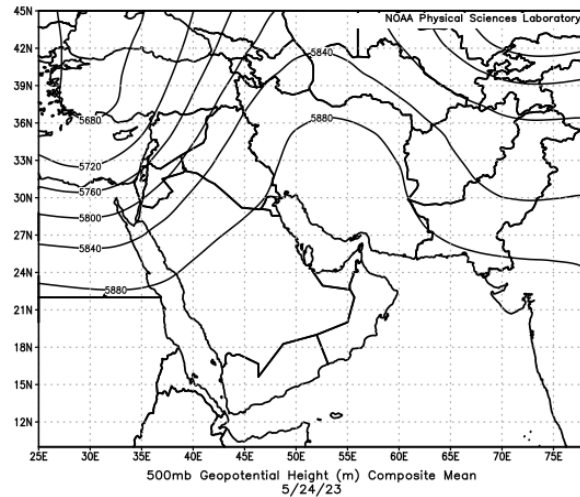 NOAA Physical Sciences Laboratory
45N
42N
39N
36N
33N
30N
27N
24N
21N
18N
15N
12N
5840
5680
5880
5720
5760
5800
5840
5880
25E 30E 35E 40E 45E 50E 55E 60E 65E 70E 75E
500mb Geopotential Height (m) Composite Mean
5/24/23